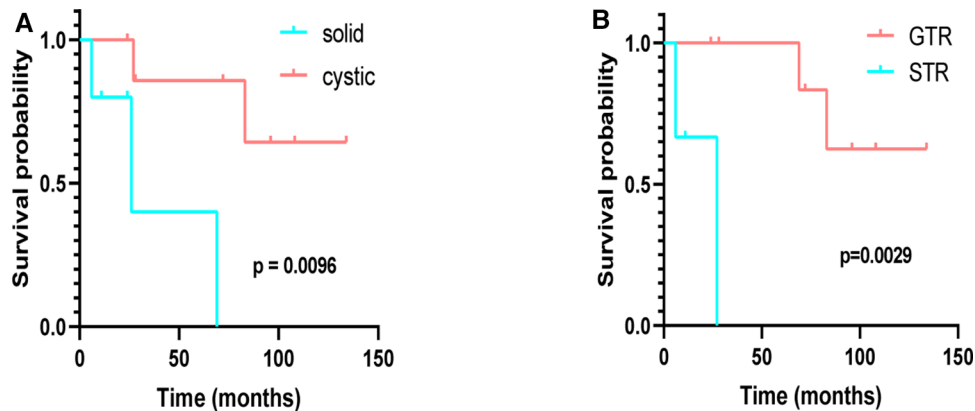 A
solid
cystic
1.0
0.5
0.0
Survival probability
p = 0.0096
0 50 100 150
Time (months)
B
GTR
STR
1.0
0.5
0.0
Survival probability
p=0.0029
0 50 100 150
Time (months)